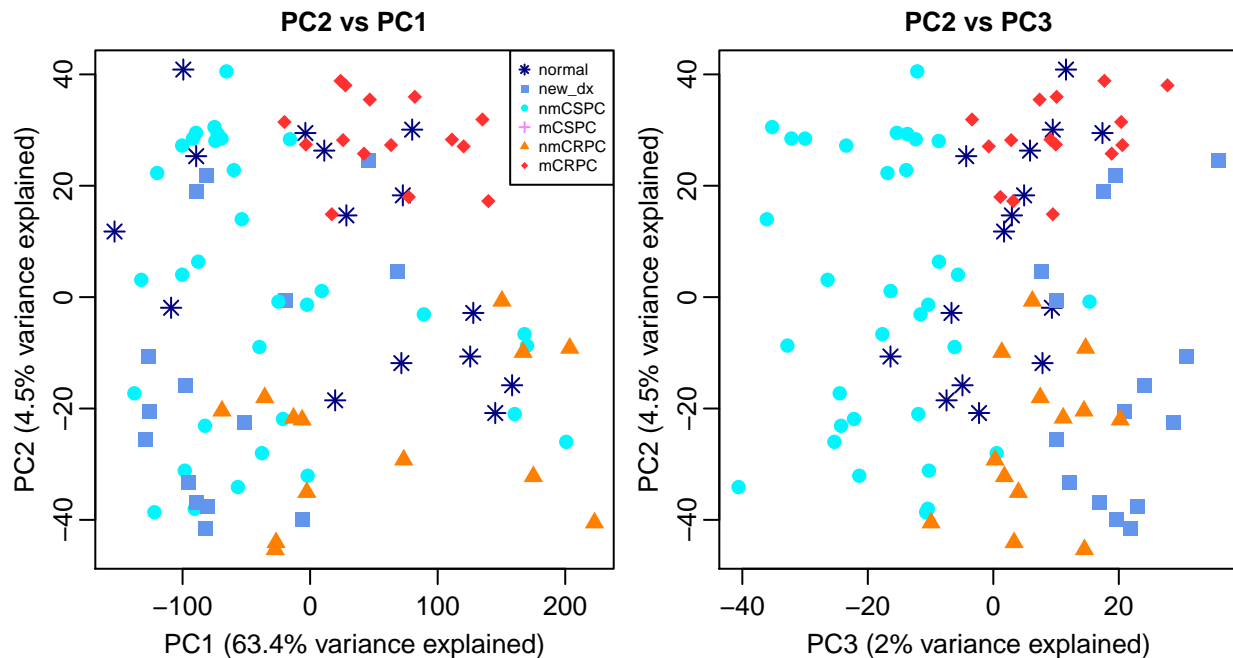 PC2 vs PC1
PC2 (4.5% variance explained)
40
20
0
−20
−40
normal
new_dx
nmCSPC
mCSPC
nmCRPC
mCRPC
−100
0
100
200
PC1 (63.4% variance explained)
PC2 vs PC3
PC2 (4.5% variance explained)
40
20
0
−20
−40
−40
−20
0
20
PC3 (2% variance explained)